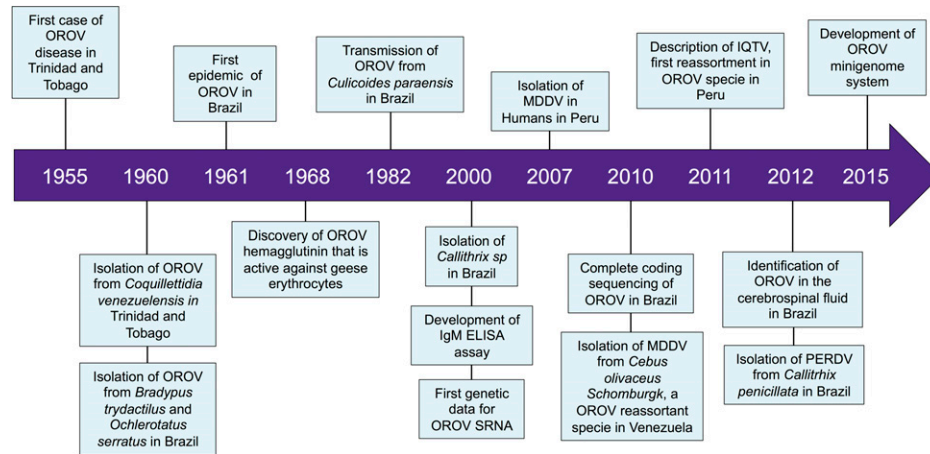 First case of
OROV
disease in
Trinidad and
Tobago
First
epidemic of
OROV in
Brazil
Transmission of
OROV from
Culicoides paraensis
in Brazil
Isolation of
MDDV in
Humans in Peru
Description of IQTV,
first reassortment in
OROV specie in
Peru
Development of
OROV
minigenome
system
1955 1960 1961 1968 1982 2000 2007 2010 2011 2012 2015
Isolation of OROV
from Coquillettidia
venezuelensis in
Trinidad and
Tobago
Isolation of OROV
from Bradypus
trydactilus and
Ochlerotatus
serratus in Brazil
Discovery of OROV
hemagglutinin that is
active against geese
erythrocytes
Isolation of
Callithrix sp
in Brazil
Development of
IgM ELISA
assay
First genetic
data for
OROV SRNA
Complete coding
sequencing of
OROV in Brazil
Isolation of MDDV
from Cebus
olivaceus
Schomburgk, a
OROV reassortant
specie in Venezuela
Identification of
OROV in the
cerebrospinal fluid
in Brazil
Isolation of PERDV
from Callitrhix
penicillata in Brazil